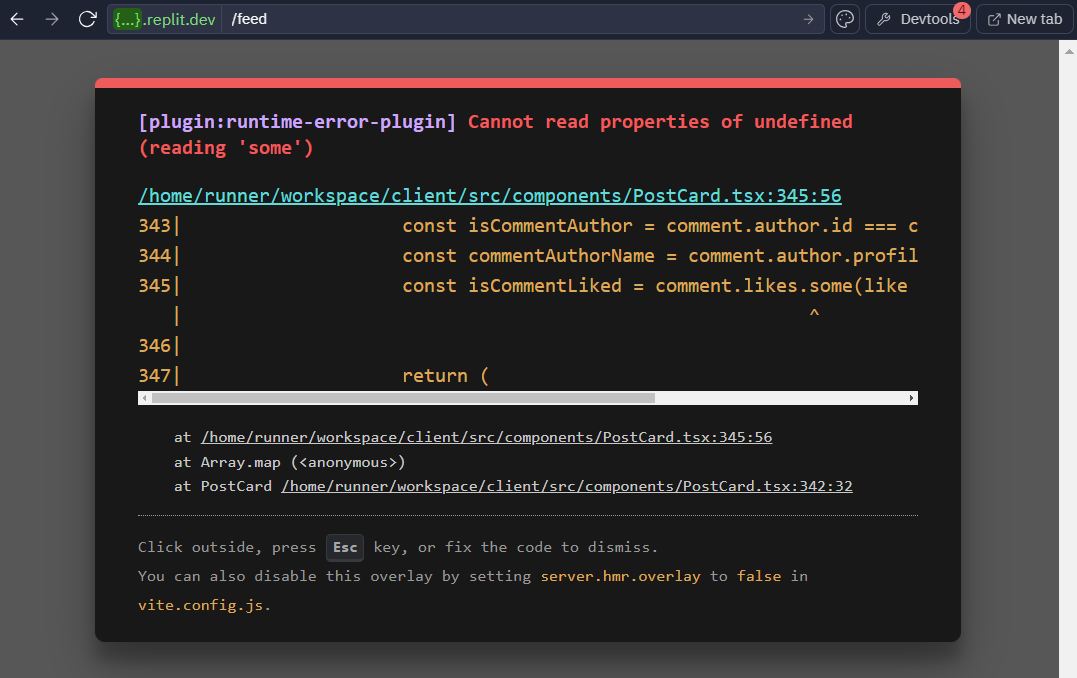 {...}.replit.dev /feed Devtools 4 New tab
[plugin:runtime-error-plugin] Cannot read properties of undefined
(reading 'some')
/home/runner/workspace/client/src/components/PostCard.tsx:345:56
343| const isCommentAuthor = comment.author.id === c
344| const commentAuthorName = comment.author.profil
345| const isCommentLiked = comment.likes.some(like
| ^
346|
347| return (
at /home/runner/workspace/client/src/components/PostCard.tsx:345:56
at Array.map (<anonymous>)
at PostCard /home/runner/workspace/client/src/components/PostCard.tsx:342:32
Click outside, press Esc key, or fix the code to dismiss.
You can also disable this overlay by setting server.hmr.overlay to false in
vite.config.js.